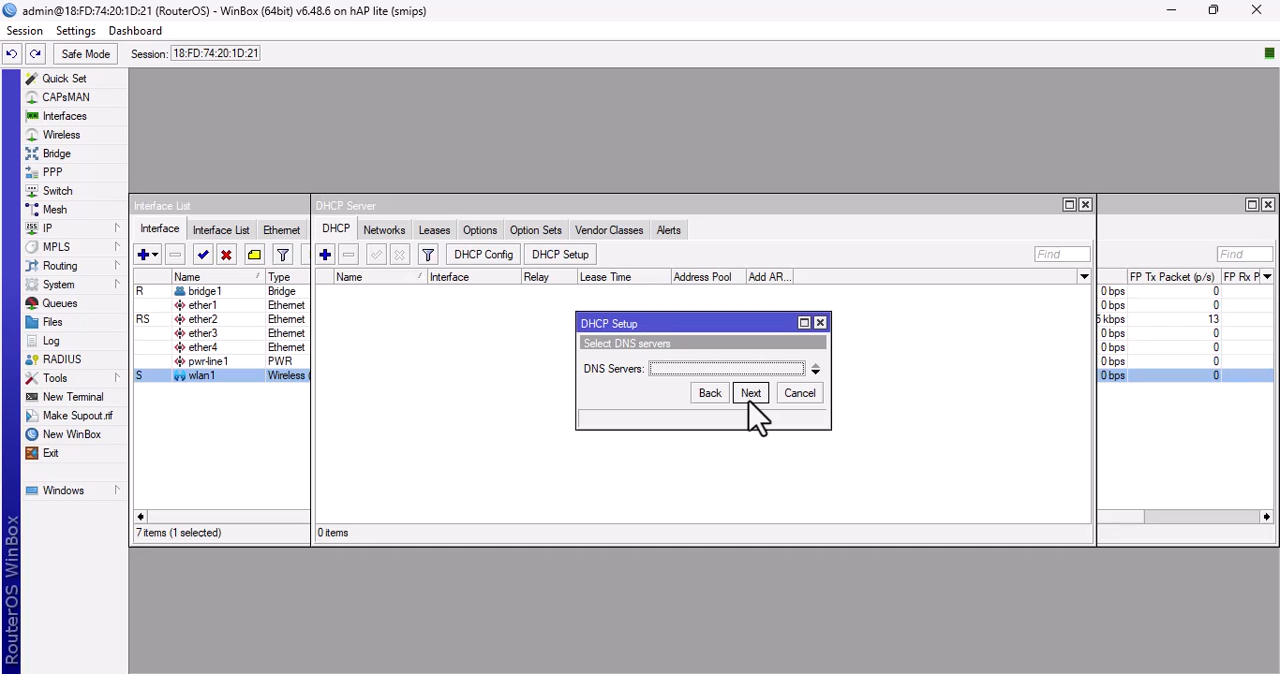 admin@18:FD:74:20:1D:21 (RouterOS) - WinBox (64bit) v6.48.6 on hAP lite (smips)
Session Settings Dashboard
Safe Mode Session: 18:FD:74:20:1D:21
Quick Set
CAPsMAN
Interfaces
Wireless
Bridge
PPP
Switch
Mesh
IP
MPLS
Routing
System
Queues
Files
Log
RADIUS
Tools
New Terminal
Make Supout.rif
New WinBox
Exit
Windows
RouterOS WinBox
Interface List
Interface Interface List Ethernet
Name Type
R bridge1 Bridge
ether1 Ethernet
RS ether2 Ethernet
ether3 Ethernet
ether4 Ethernet
pwr-line1 PWR
S wlan1 Wireless
7 items (1 selected)
DHCP Server
DHCP Networks Leases Options Option Sets Vendor Classes Alerts
DHCP Config DHCP Setup Find
Name Interface Relay Lease Time Address Pool Add AR...
DHCP Setup
Select DNS servers
DNS Servers:
Back Next Cancel
0 items
Find
FP Tx Packet (p/s) FP Rx P
0 bps 0
0 bps 0
kbps 13
0 bps 0
0 bps 0
0 bps 0
0 bps 0